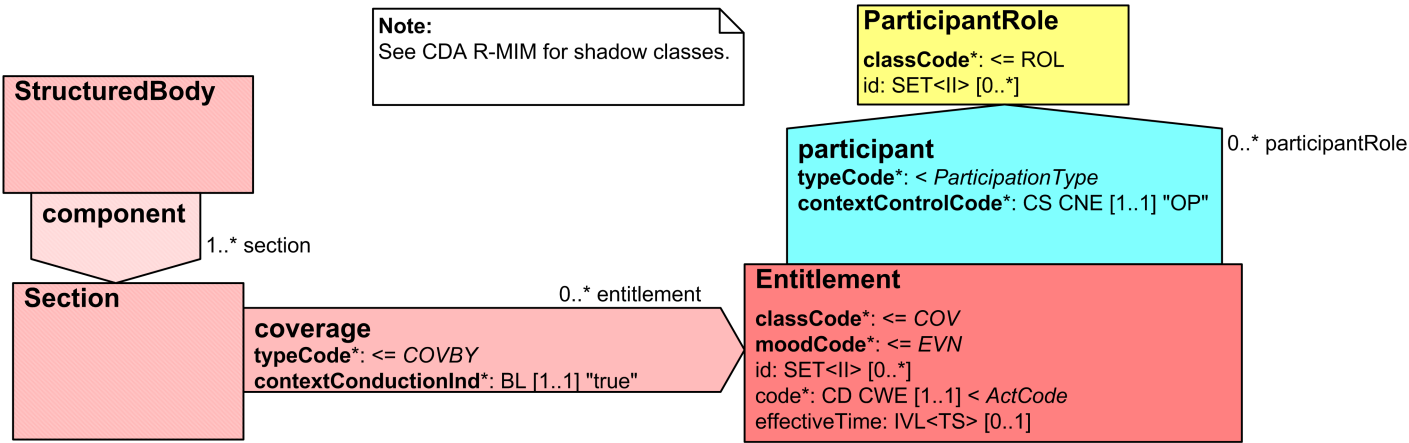 Note:
See CDA R-MIM for shadow classes.
ParticipantRole
classCode*: <= ROL
id: SET<II> [0..*]
StructuredBody
component
1..* section
participant
typeCode*: < ParticipationType
contextControlCode*: CS CNE [1..1] "OP"
0..* participantRole
Section
0..* entitlement
coverage
typeCode*: <= COVBY
contextConductionInd*: BL [1..1] "true"
Entitlement
classCode*: <= COV
moodCode*: <= EVN
id: SET<II> [0..*]
code*: CD CWE [1..1] < ActCode
effectiveTime: IVL<TS> [0..1]